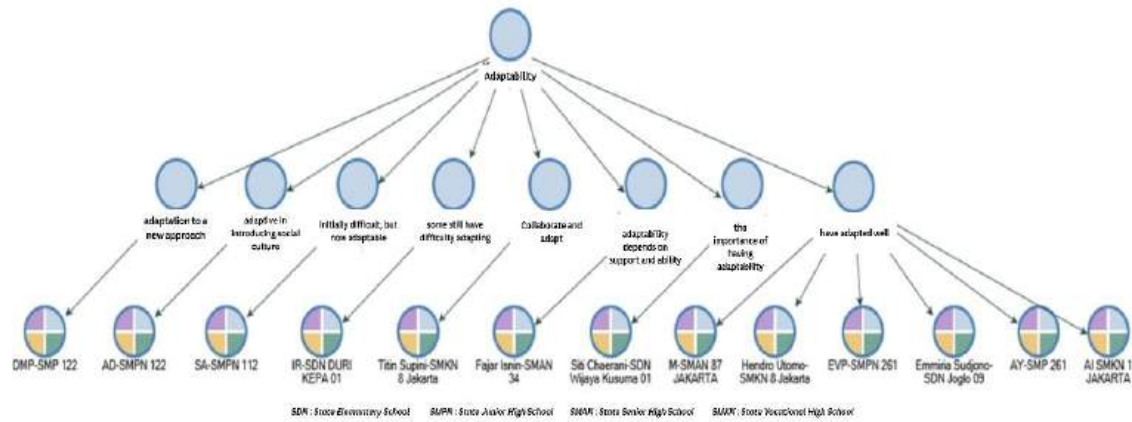 Adaptability
adaptation to a
new approach
adaptive in
introducing social
culture
initially difficult, but
now adaptable
some still have
difficulty adapting
Collaborate and
adapt
adaptability
depends on
support and ability
the
importance of
having
adaptability
have adapted well
DMP-SMP 122
AD-SMPN 122
SA-SMPN 112
IR-SDN DURI
KEPA 01
Titin Supini-SMKN
8 Jakarta
Fajar Isnin-SMAN
34
Siti Chaerani-SDN
Wijaya Kusuma 01
M-SMAN 87
JAKARTA
Hendro Utomo-
SMKN 8 Jakarta
EVP-SMPN 261
Emmiria Sudjono-
SDN Joglo 09
AY-SMP 261
AI SMKN 1
JAKARTA
SDN : State Elementary School SMPN : State Junior High School SMAN : State Senior High School SMKN : State Vocational High School